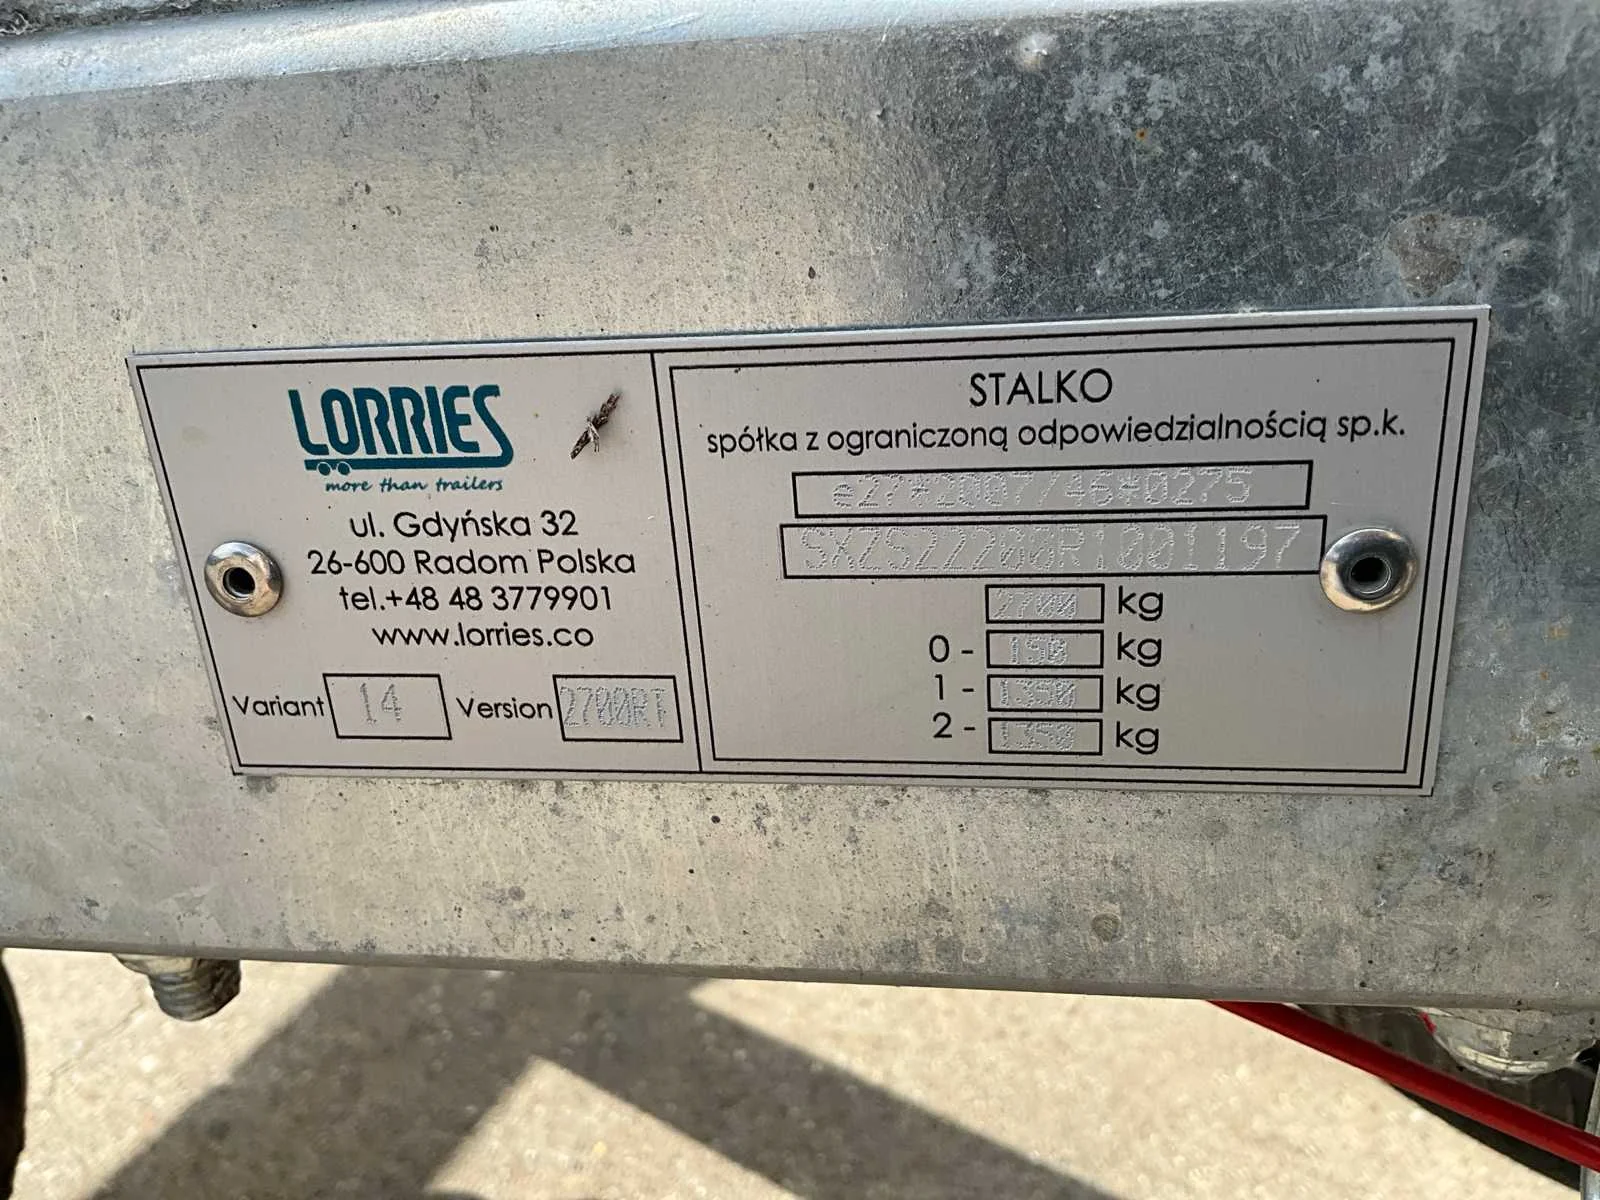 LORRIES
more than trailers
ul. Gdyńska 32
26-600 Radom Polska
tel.+48 48 3779901
www.lorries.co
Variant 14 Version 2700RT
STALKO
spółka z ograniczoną odpowiedzialnością sp.k.
e27*2007/46*0275
SXZS22200R1001197
2700 kg
0 - 150 kg
1 - 1350 kg
2 - 1350 kg